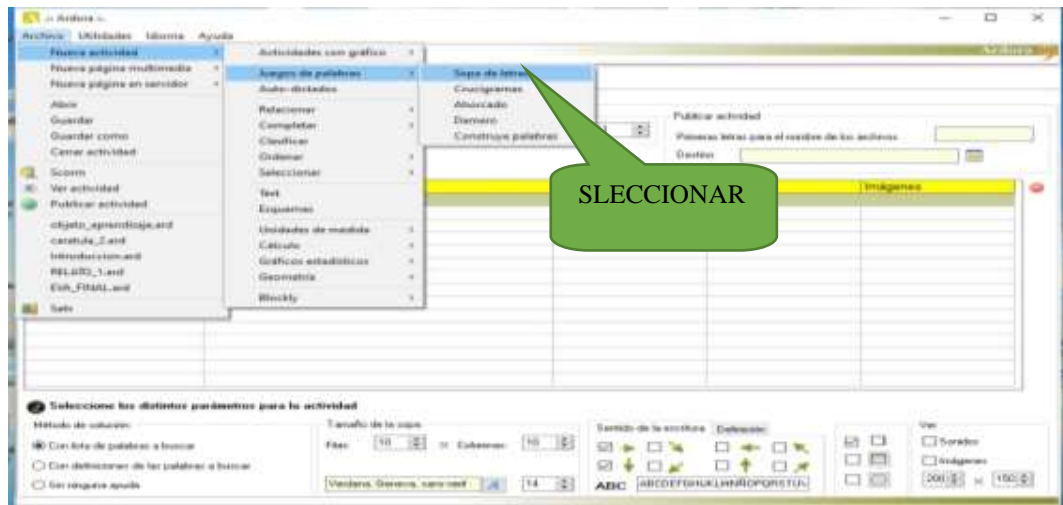 .: Ardora :.
Archivo Utilidades Idioma Ayuda
Nueva actividad
Nueva página multimedia
Nueva página en servidor
Abrir
Guardar
Guardar como
Cerrar actividad
Scorm
Ver actividad
Publicar actividad
objeto_aprendizaje.ard
caratula_2.ard
Introduccion.ard
RELATO_1.ard
EVA_FINAL.ard
Salir
Actividades con gráfico
Juegos de palabras
Auto-dictados
Relacionar
Completar
Clasificar
Ordenar
Seleccionar
Test
Esquemas
Unidades de medida
Cálculo
Gráficos estadísticos
Geometría
Blockly
Sopa de letras
Crucigramas
Ahorcado
Damero
Construye palabras
SLECCIONAR
Ardora
Publicar actividad
Primeras letras para el nombre de los archivos
Destino
Imágenes
Seleccione los distintos parámetros para la actividad
Método de solución:
Con lista de palabras a buscar
Con definiciones de las palabras a buscar
Sin ninguna ayuda
Tamaño de la sopa
Filas: 10 x Columnas: 10
Verdana, Geneva, sans-serif 14
Sentido de la escritura Definición
ABC
Ver
Sonidos
Imágenes
200 x 150